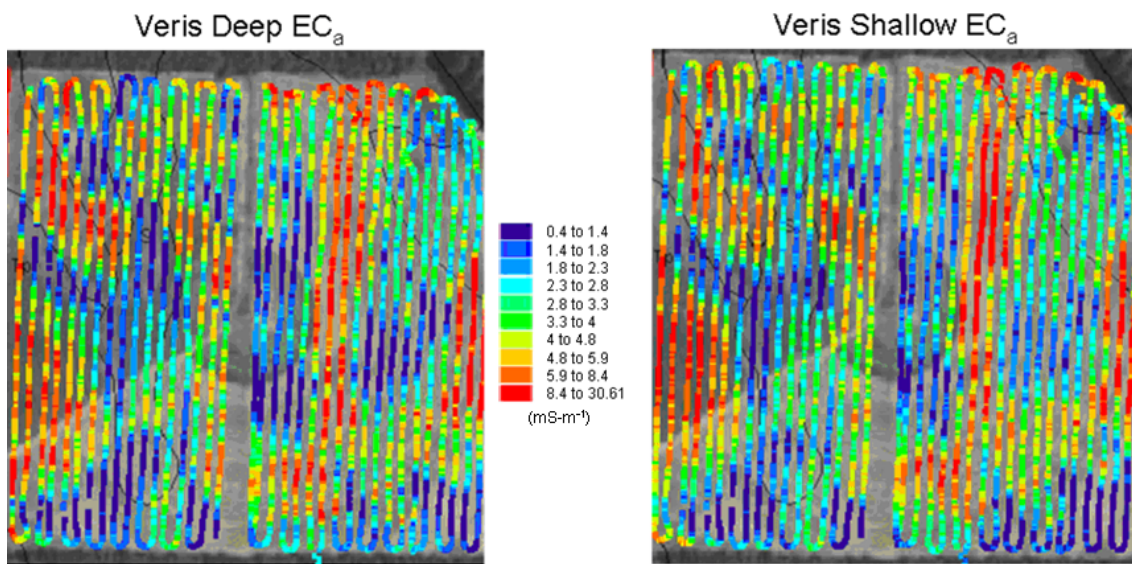 Veris Deep ECa
Veris Shallow ECa
0.4 to 1.4
1.4 to 1.8
1.8 to 2.3
2.3 to 2.8
2.8 to 3.3
3.3 to 4
4 to 4.8
4.8 to 5.9
5.9 to 8.4
8.4 to 30.61
(mS-m⁻¹)
S